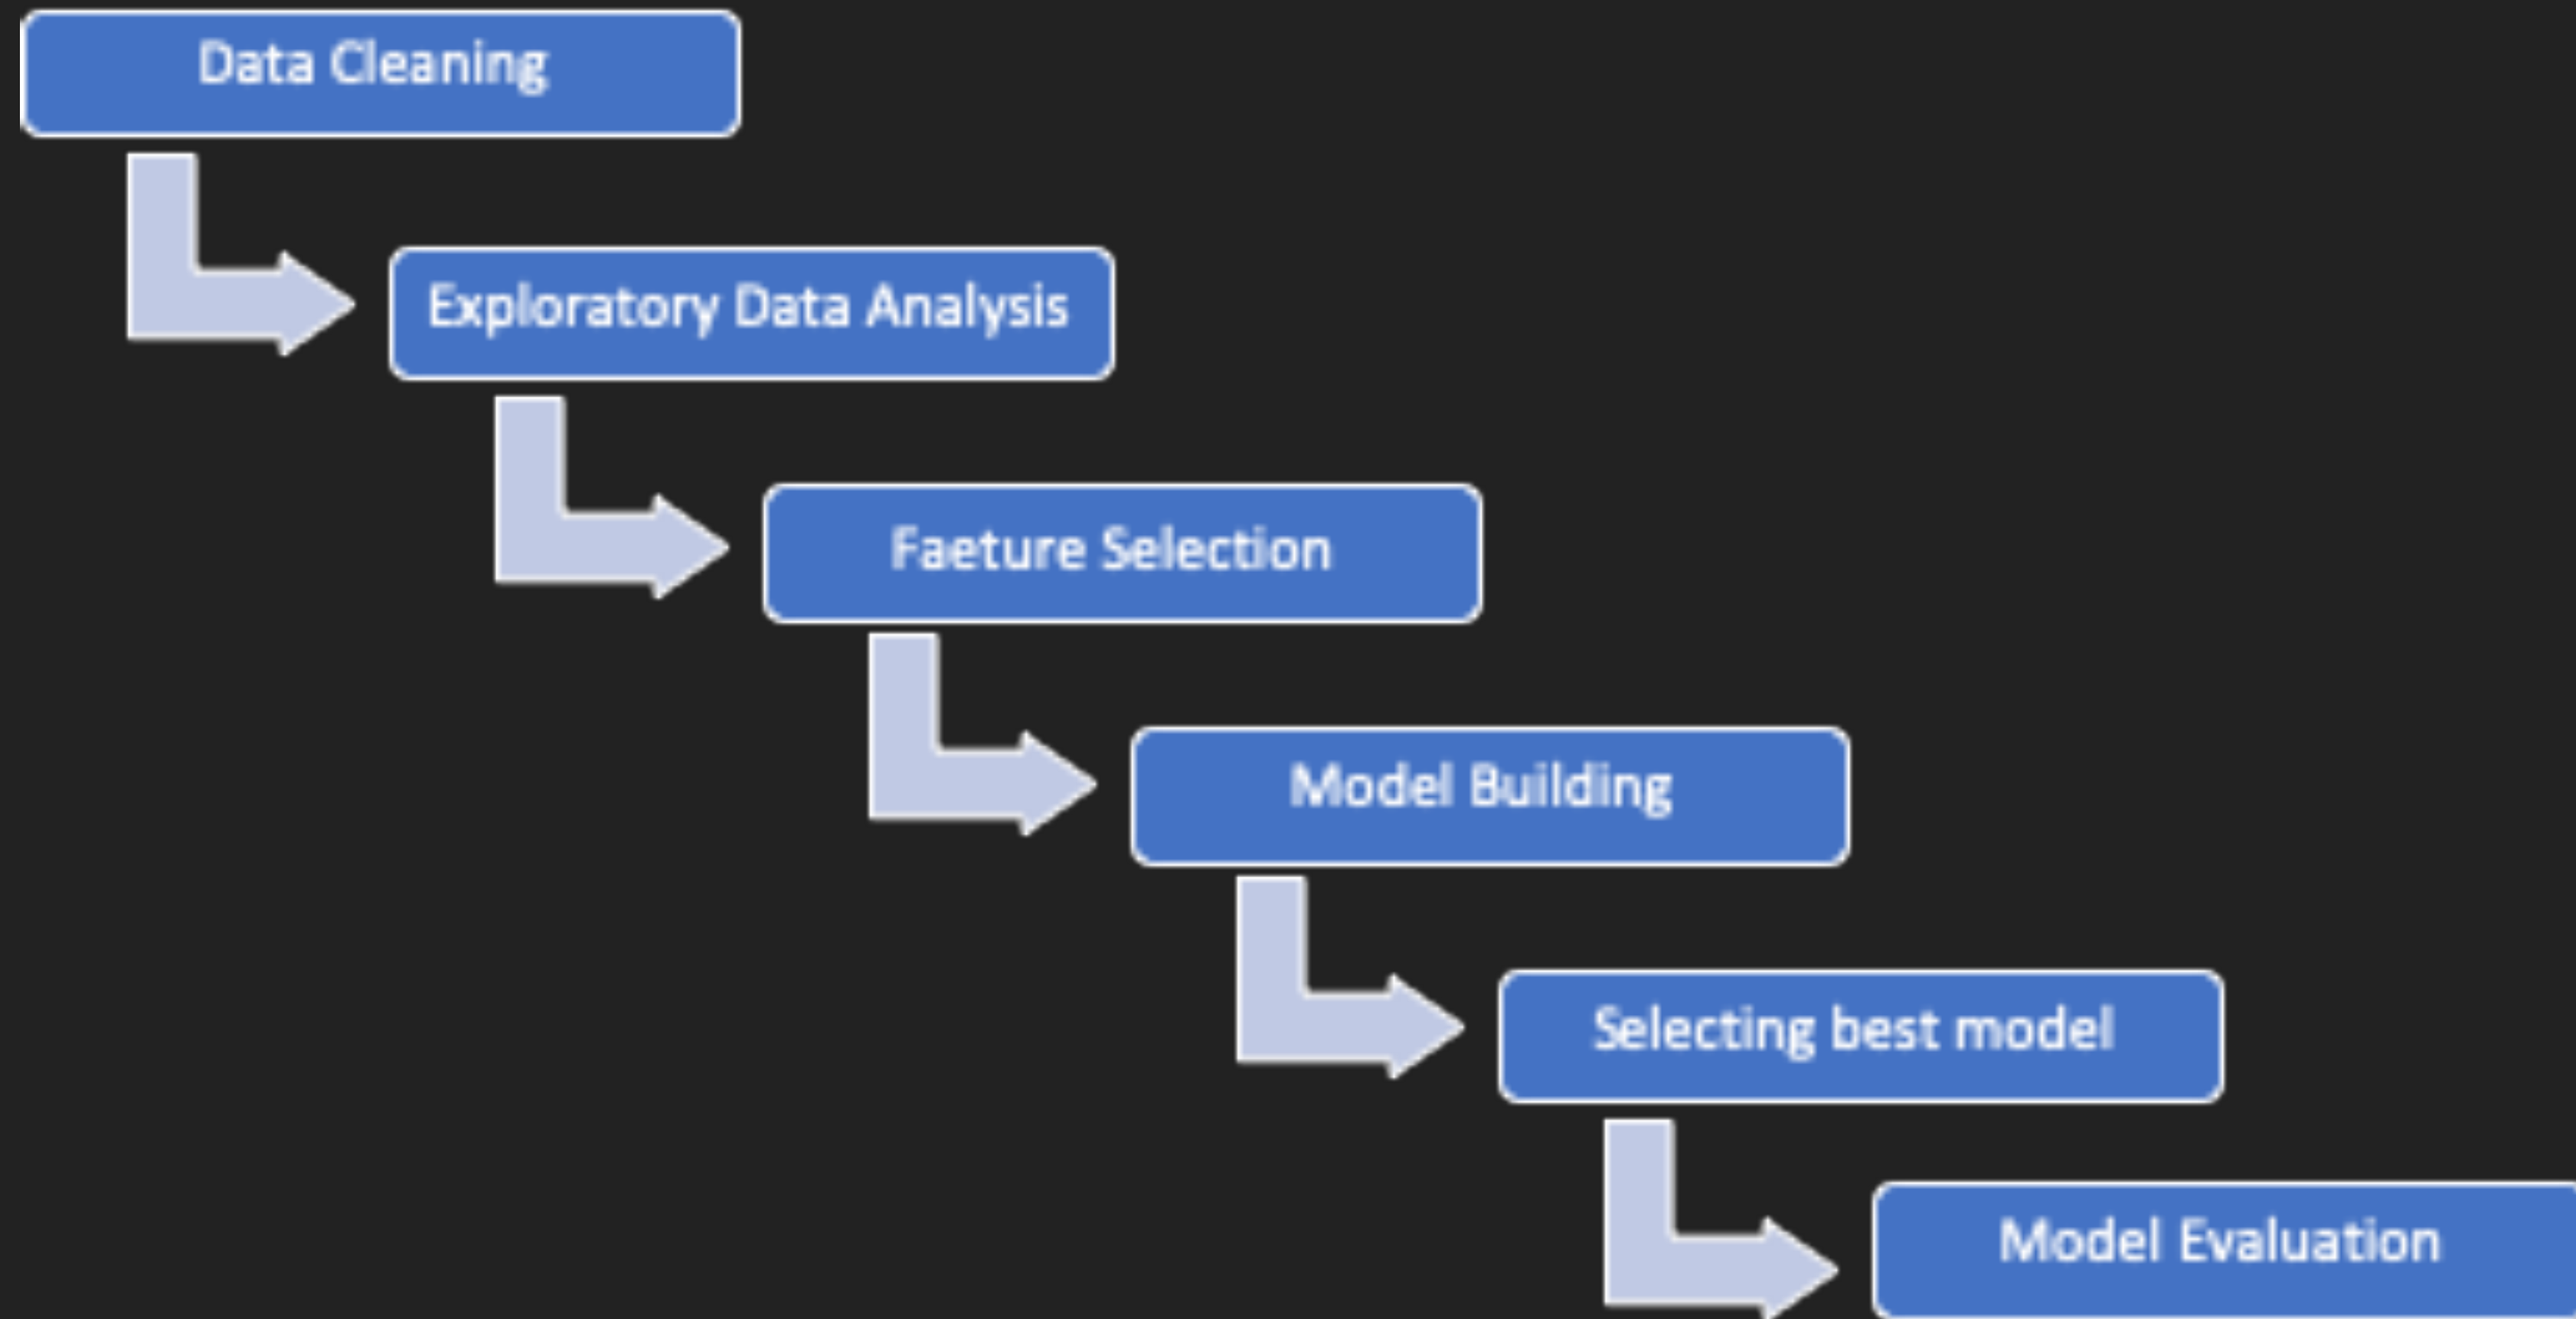 Data Cleaning
Exploratory Data Analysis
Faeture Selection
Model Building
Selecting best model
Model Evaluation